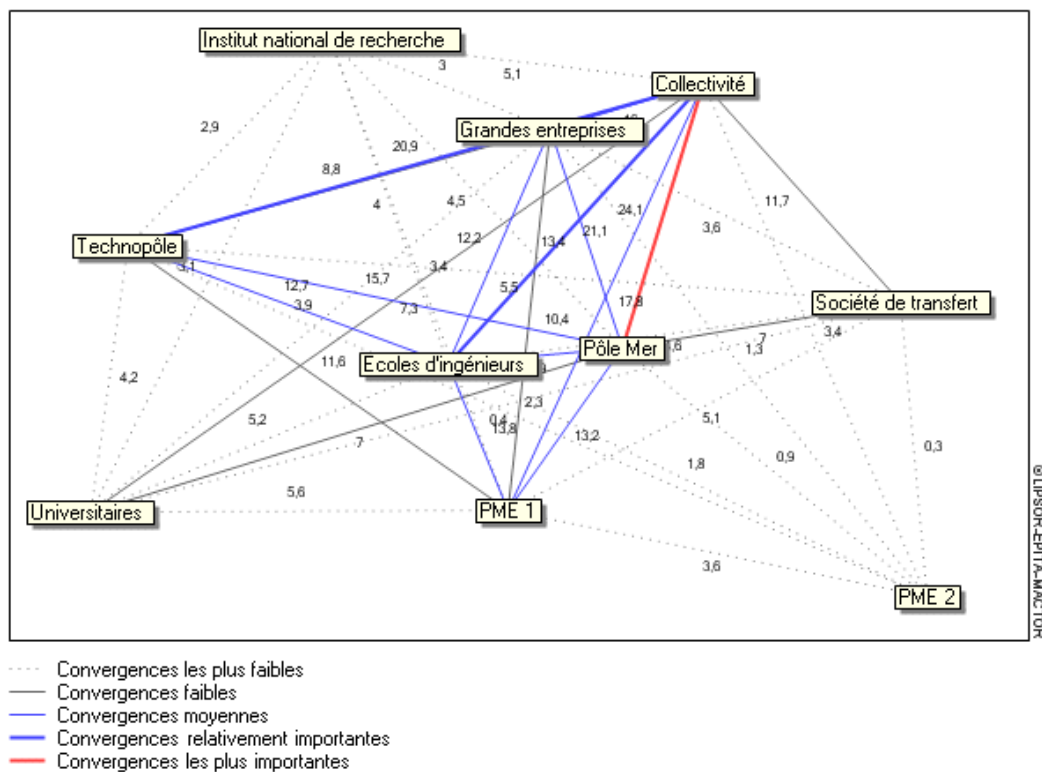 Institut national de recherche
3
5,1
Collectivité
2,9
Grandes entreprises
20,9
8,8
4,5
4
24,1
11,7
21,1
3,6
12,2
13,4
Technopôle
3,1
3,4
15,7
12,7
5,5
3,9
7,3
17,8
Société de transfert
10,4
3,4
7
Pôle Mer
1,3
Ecoles d'ingénieurs
11,6
4,2
2,3
5,2
0,4
5,1
13,8
13,2
7
0,3
0,9
1,8
5,6
Universitaires
PME 1
3,6
PME 2
©LIPSOR-EPITA-MACTOR
Convergences les plus faibles
Convergences faibles
Convergences moyennes
Convergences relativement importantes
Convergences les plus importantes